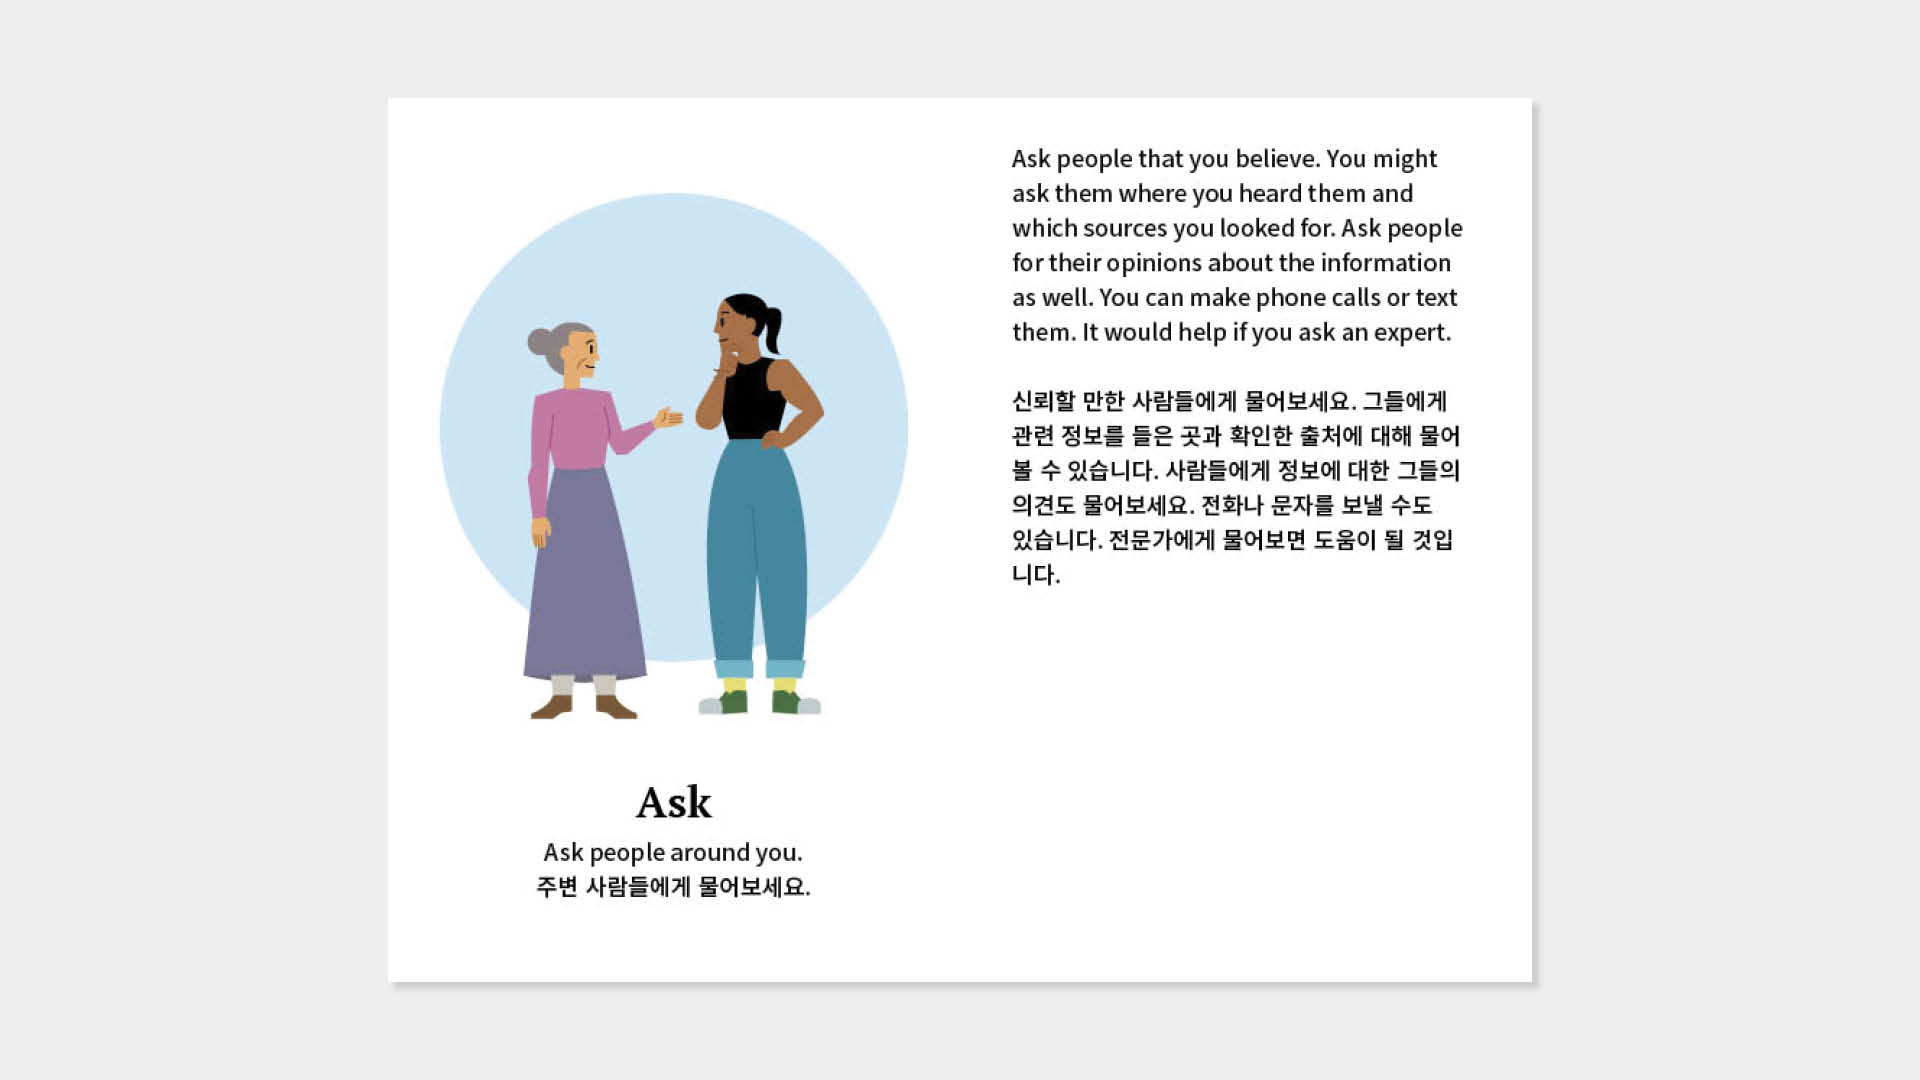 Ask
Ask people around you.
주변 사람들에게 물어보세요.
Ask people that you believe. You might
ask them where you heard them and
which sources you looked for. Ask people
for their opinions about the information
as well. You can make phone calls or text
them. It would help if you ask an expert.
신뢰할 만한 사람들에게 물어보세요. 그들에게
관련 정보를 들은 곳과 확인한 출처에 대해 물어
볼 수 있습니다. 사람들에게 정보에 대한 그들의
의견도 물어보세요. 전화나 문자를 보낼 수도
있습니다. 전문가에게 물어보면 도움이 될 것입
니다.